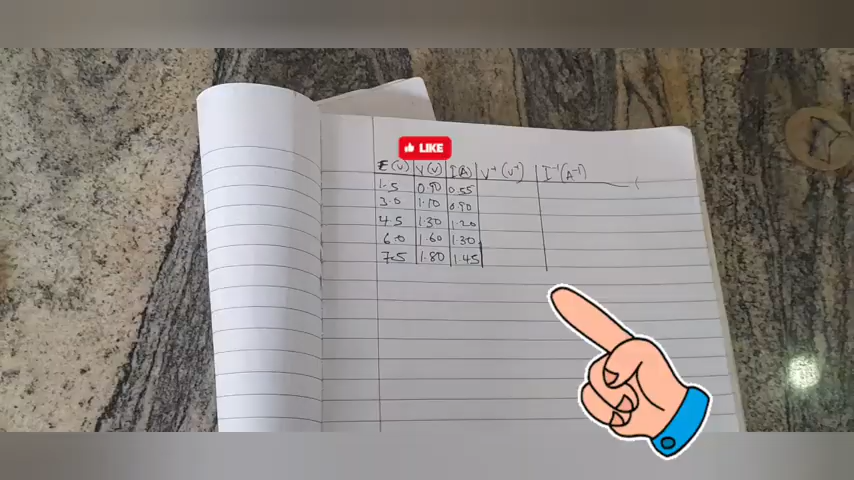 LIKE
E (v) V (v) I(A) V⁻¹ (v⁻¹) I⁻¹(A⁻¹)
1.5 0.90 0.55
3.0 1.10 0.90
4.5 1.30 1.20
6.0 1.60 1.30
7.5 1.80 1.45